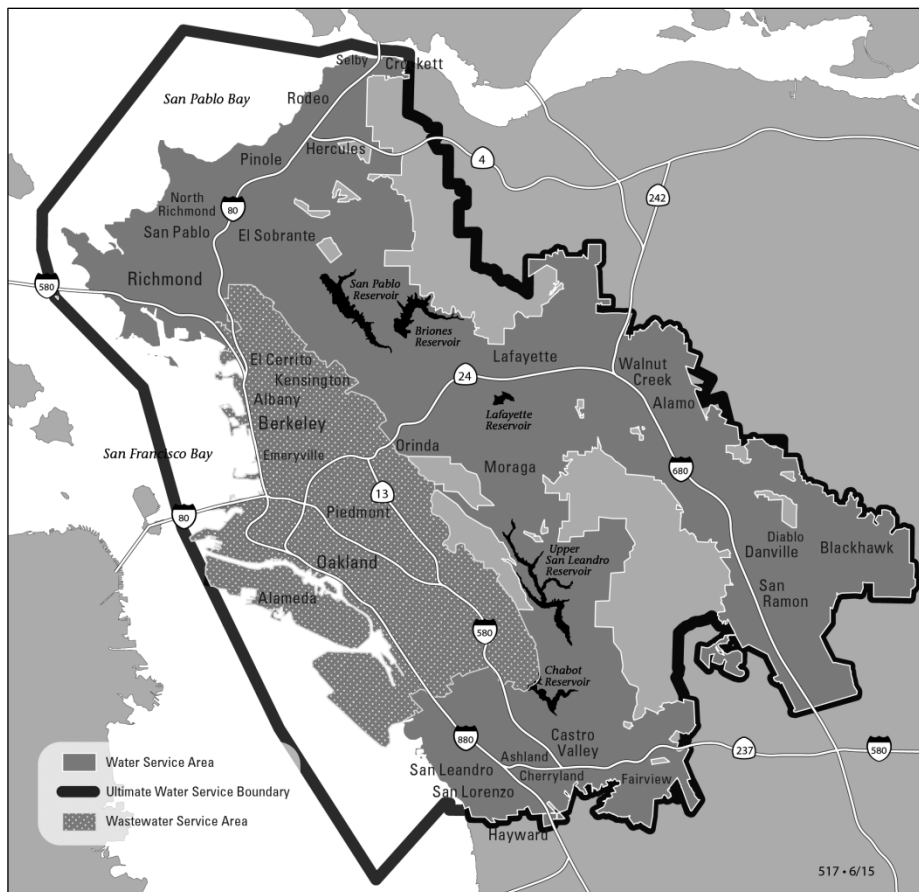 Selby
Crockett
San Pablo Bay
Rodeo
Hercules
4
Pinole
242
North
Richmond
80
San Pablo
El Sobrante
Richmond
580
San Pablo
Reservoir
Briones
Reservoir
El Cerrito
Kensington
Albany
Berkeley
Emeryville
Lafayette
24
Walnut
Creek
Alamo
Lafayette
Reservoir
Orinda
Moraga
San Francisco Bay
680
13
Piedmont
80
Diablo
Danville
Blackhawk
Oakland
Upper
San Leandro
Reservoir
Alameda
San
Ramon
580
Chabot
Reservoir
880
Castro
Valley
237
580
Ashland
Cherryland
San Leandro
San Lorenzo
Fairview
Hayward
Water Service Area
Ultimate Water Service Boundary
Wastewater Service Area
517 • 6/15